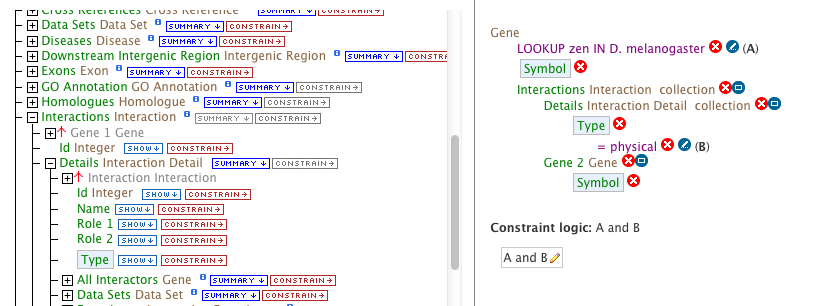 Cross References Cross Reference SUMMARY ↓ CONSTRAIN →
Data Sets Data Set SUMMARY ↓ CONSTRAIN →
Diseases Disease SUMMARY ↓ CONSTRAIN →
Downstream Intergenic Region Intergenic Region SUMMARY ↓ CONSTR
Exons Exon SUMMARY ↓ CONSTRAIN →
GO Annotation GO Annotation SUMMARY ↓ CONSTRAIN →
Homologues Homologue SUMMARY ↓ CONSTRAIN →
Interactions Interaction SUMMARY ↓ CONSTRAIN →
Gene 1 Gene
Id Integer SHOW ↓ CONSTRAIN →
Details Interaction Detail SUMMARY ↓ CONSTRAIN →
Interaction Interaction
Id Integer SHOW ↓ CONSTRAIN →
Name SHOW ↓ CONSTRAIN →
Role 1 SHOW ↓ CONSTRAIN →
Role 2 SHOW ↓ CONSTRAIN →
Type SHOW ↓ CONSTRAIN →
All Interactors Gene SUMMARY ↓ CONSTRAIN →
Data Sets Data Set SUMMARY ↓ CONSTRAIN →
Gene
LOOKUP zen IN D. melanogaster (A)
Symbol
Interactions Interaction collection
Details Interaction Detail collection
Type
= physical (B)
Gene 2 Gene
Symbol
Constraint logic: A and B
A and B